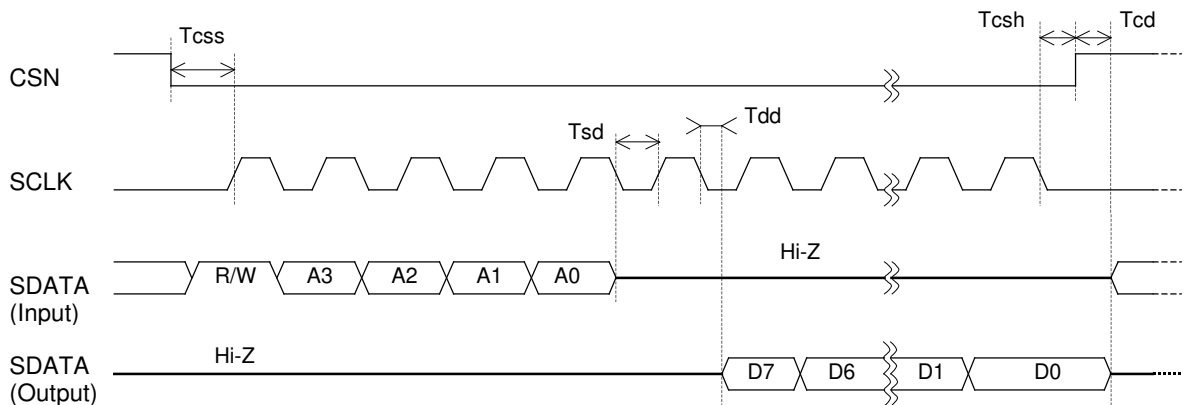 Tcss
Tcsh
Tcd
CSN
Tsd
Tdd
SCLK
Hi-Z
SDATA
(Input)
R/W
A3
A2
A1
A0
SDATA
(Output)
Hi-Z
D7
D6
D1
D0